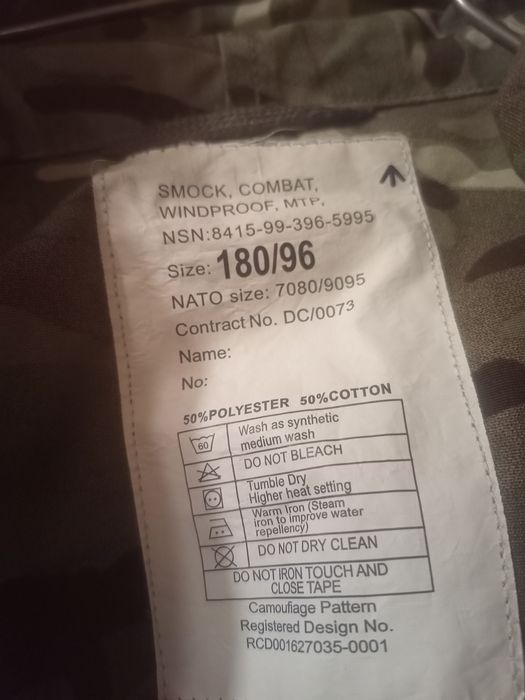 SMOCK, COMBAT,
WINDPROOF, MTP,
NSN:8415-99-396-5995
Size: 180/96
NATO size: 7080/9095
Contract No. DC/0073
Name:
No:
50%POLYESTER 50%COTTON
60
Wash as synthetic
medium wash
DO NOT BLEACH
Tumble Dry
Higher heat setting
Warm Iron (Steam
iron to improve water
repellency)
DO NOT DRY CLEAN
DO NOT IRON TOUCH AND
CLOSE TAPE
Camouflage Pattern
Registered Design No.
RCD001627035-0001